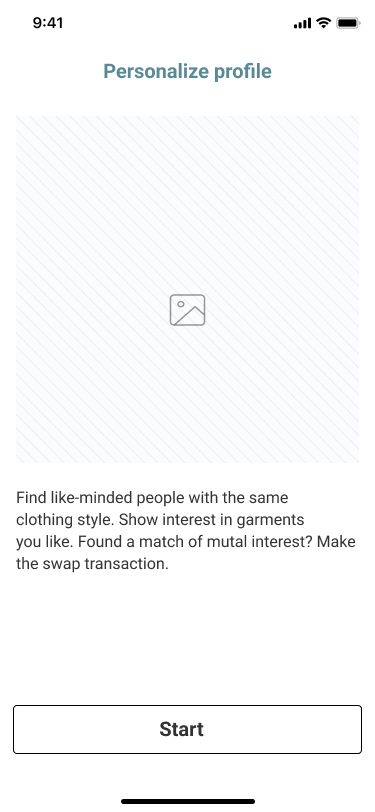 9:41
Personalize profile
Find like-minded people with the same
clothing style. Show interest in garments
you like. Found a match of mutal interest? Make
the swap transaction.
Start